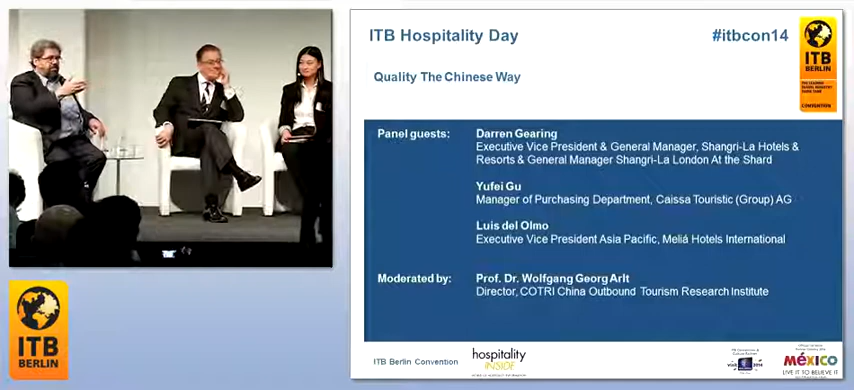 ITB Hospitality Day
#itbcon14
ITB
BERLIN
CONVENTION
Quality The Chinese Way
Panel guests:
Darren Gearing
Executive Vice President & General Manager, Shangri-La Hotels &
Resorts & General Manager Shangri-La London At the Shard
Yufei Gu
Manager of Purchasing Department, Caissa Touristic (Group) AG
Luis del Olmo
Executive Vice President Asia Pacific, Meliá Hotels International
Moderated by:
Prof. Dr. Wolfgang Georg Arlt
Director, COTRI China Outbound Tourism Research Institute
ITB Berlin Convention
hospitality
INSIDE
MÉXICO
LIVE IT TO BELIEVE IT
ITB
BERLIN